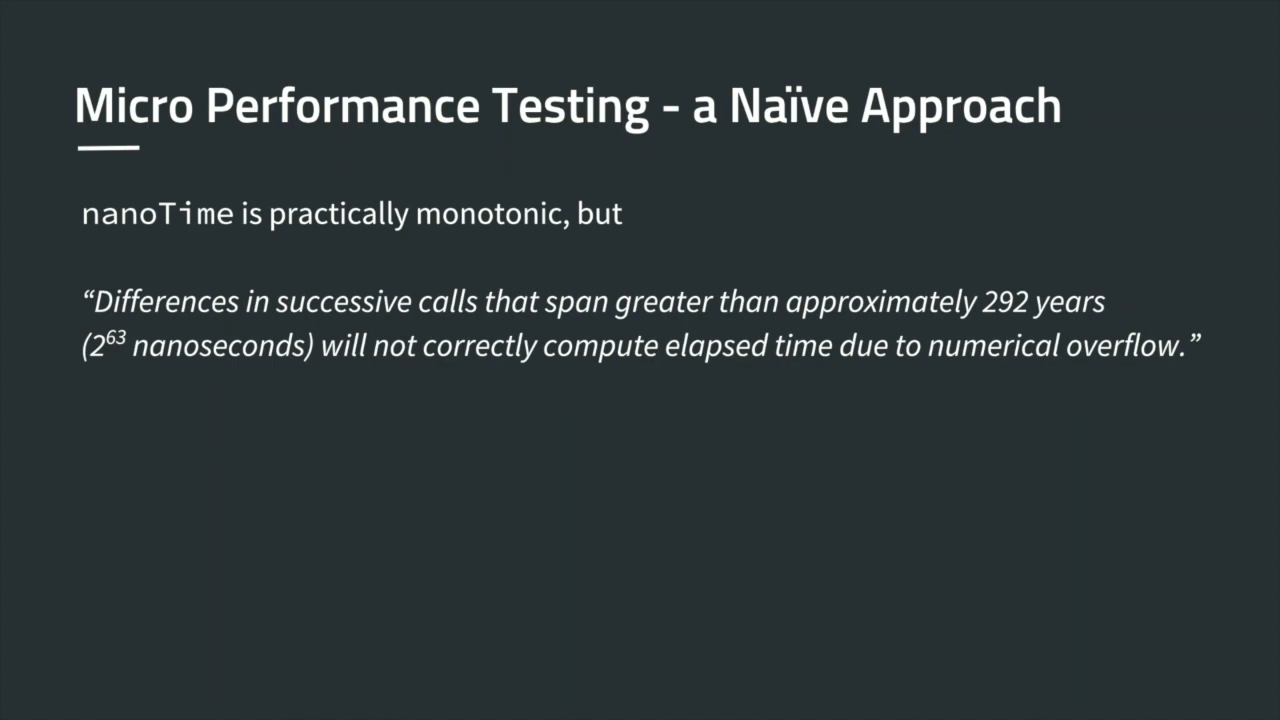 Micro Performance Testing - a Naïve Approach
nanoTime is practically monotonic, but
“Differences in successive calls that span greater than approximately 292 years
(2⁶³ nanoseconds) will not correctly compute elapsed time due to numerical overflow.”